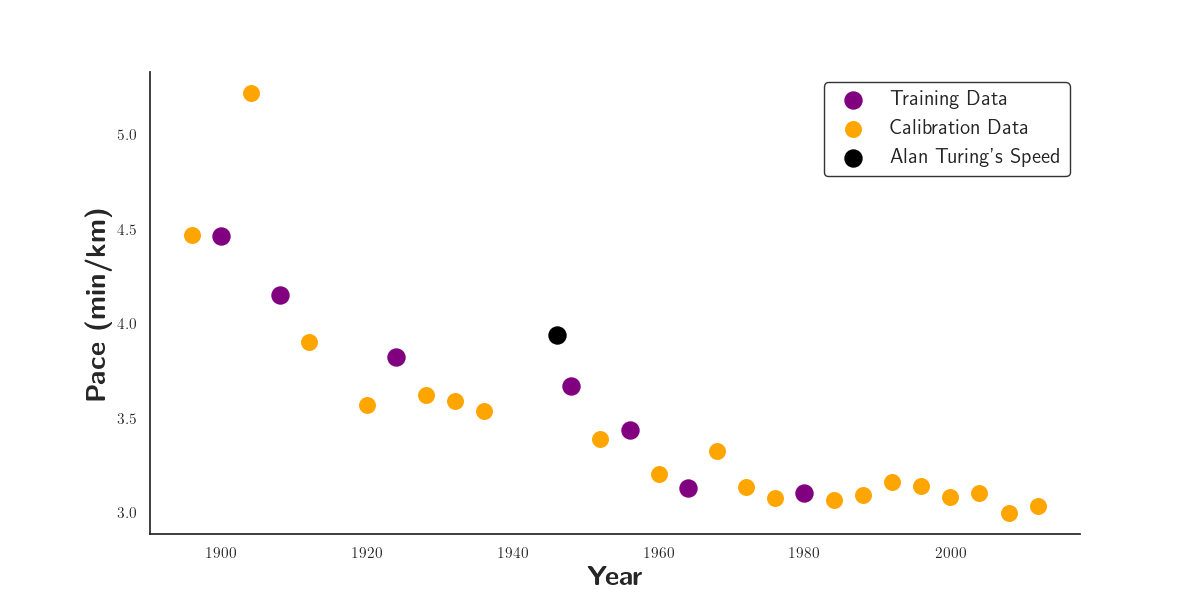 Training Data
Calibration Data
Alan Turing's Speed
Pace (min/km)
5.0
4.5
4.0
3.5
3.0
1900 1920 1940 1960 1980 2000
Year